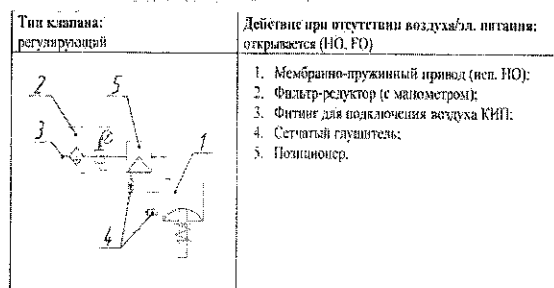 Тип клапана:
регулирующий
Действие при отсутствии воздуха/эл. питания:
открывается (НО, FO)
1. Мембранно-пружинный привод (исп. НО);
2. Фильтр-редуктор (с манометром);
3. Фитинг для подключения воздуха КИП;
4. Сетчатый глушитель;
5. Позиционер.
2
5
3
1
4